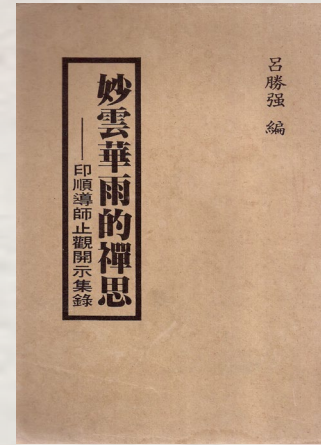 呂勝强 編
妙雲華雨的禪思
——印順導師止觀開示集錄